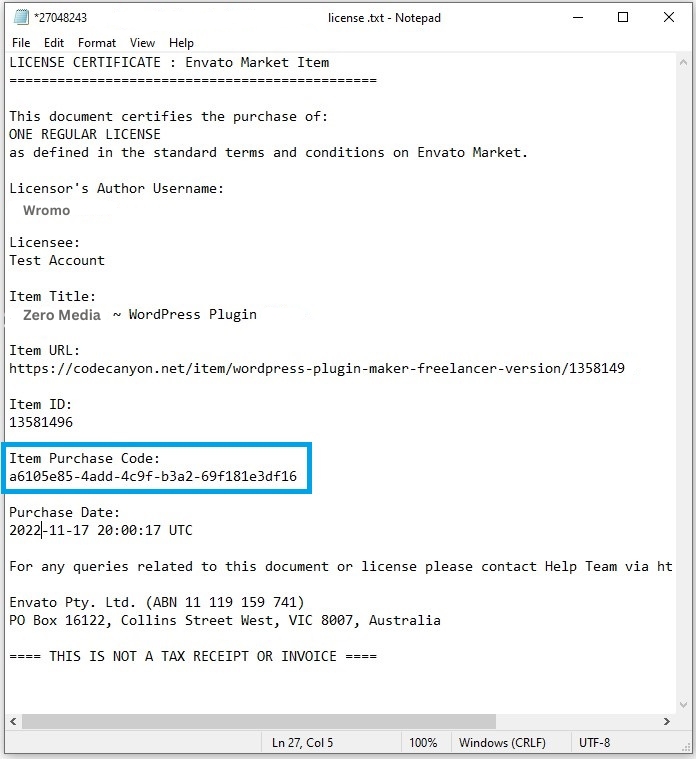 *27048243 license .txt - Notepad
File Edit Format View Help
LICENSE CERTIFICATE : Envato Market Item
==============================================
This document certifies the purchase of:
ONE REGULAR LICENSE
as defined in the standard terms and conditions on Envato Market.
Licensor's Author Username:
Wromo
Licensee:
Test Account
Item Title:
Zero Media ~ WordPress Plugin
Item URL:
https://codecanyon.net/item/wordpress-plugin-maker-freelancer-version/1358149
Item ID:
13581496
Item Purchase Code:
a6105e85-4add-4c9f-b3a2-69f181e3df16
Purchase Date:
2022-11-17 20:00:17 UTC
For any queries related to this document or license please contact Help Team via ht
Envato Pty. Ltd. (ABN 11 119 159 741)
PO Box 16122, Collins Street West, VIC 8007, Australia
==== THIS IS NOT A TAX RECEIPT OR INVOICE ====
Ln 27, Col 5 100% Windows (CRLF) UTF-8